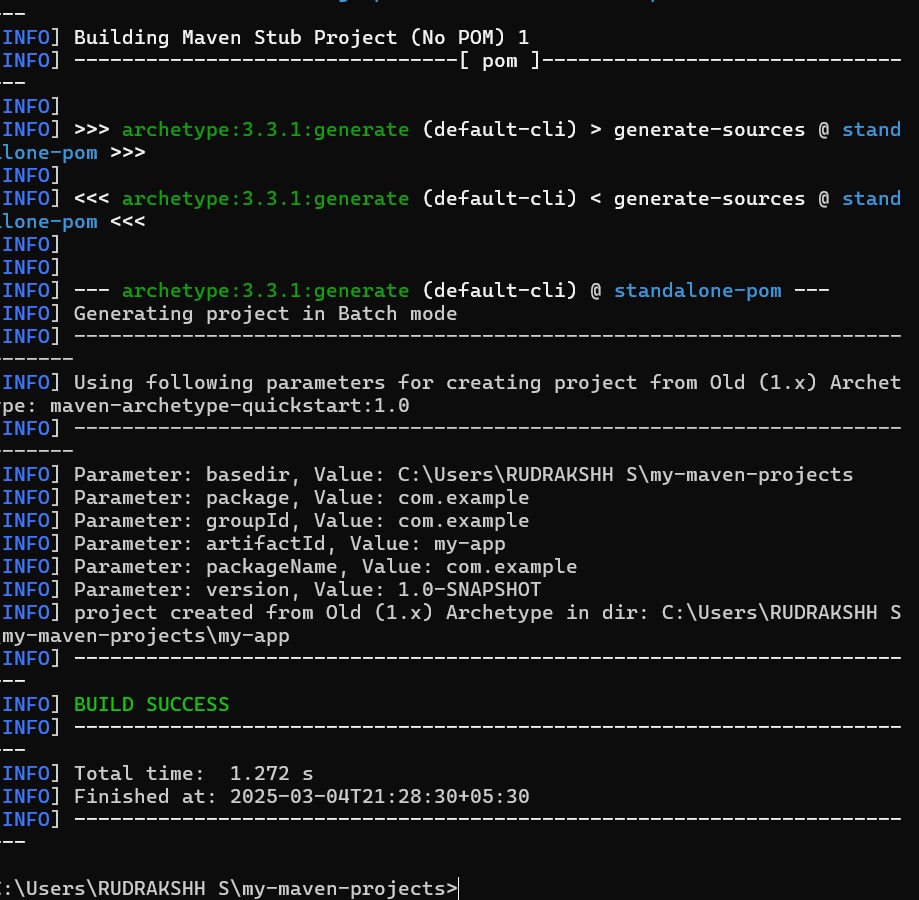 ---
INFO] Building Maven Stub Project (No POM) 1
INFO] --------------------------------[ pom ]------------------------------
---
INFO]
INFO] >>> archetype:3.3.1:generate (default-cli) > generate-sources @ stand
lone-pom >>>
INFO]
INFO] <<< archetype:3.3.1:generate (default-cli) < generate-sources @ stand
lone-pom <<<
INFO]
INFO]
INFO] --- archetype:3.3.1:generate (default-cli) @ standalone-pom ---
INFO] Generating project in Batch mode
INFO] ---------------------------------------------------------------------
-------
INFO] Using following parameters for creating project from Old (1.x) Archet
pe: maven-archetype-quickstart:1.0
INFO] ---------------------------------------------------------------------
-------
INFO] Parameter: basedir, Value: C:\Users\RUDRAKSHH S\my-maven-projects
INFO] Parameter: package, Value: com.example
INFO] Parameter: groupId, Value: com.example
INFO] Parameter: artifactId, Value: my-app
INFO] Parameter: packageName, Value: com.example
INFO] Parameter: version, Value: 1.0-SNAPSHOT
INFO] project created from Old (1.x) Archetype in dir: C:\Users\RUDRAKSHH S
my-maven-projects\my-app
INFO] ---------------------------------------------------------------------
---
INFO] BUILD SUCCESS
INFO] ---------------------------------------------------------------------
---
INFO] Total time:  1.272 s
INFO] Finished at: 2025-03-04T21:28:30+05:30
INFO] ---------------------------------------------------------------------
---
:\Users\RUDRAKSHH S\my-maven-projects>